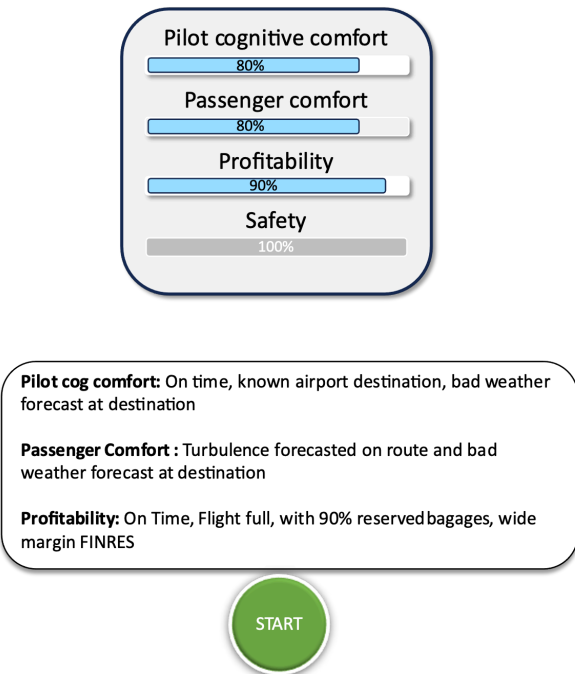 Pilot cognitive comfort
80%
Passenger comfort
80%
Profitability
90%
Safety
100%
Pilot cog comfort: On time, known airport destination, bad weather
forecast at destination
Passenger Comfort : Turbulence forecasted on route and bad
weather forecast at destination
Profitability: On Time, Flight full, with 90% reserved bagages, wide
margin FINRES
START